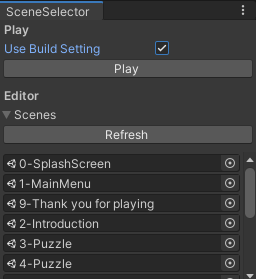 SceneSelector
Play
Use Build Setting
Play
Editor
Scenes
Refresh
0-SplashScreen
1-MainMenu
9-Thank you for playing
2-Introduction
3-Puzzle
4-Puzzle